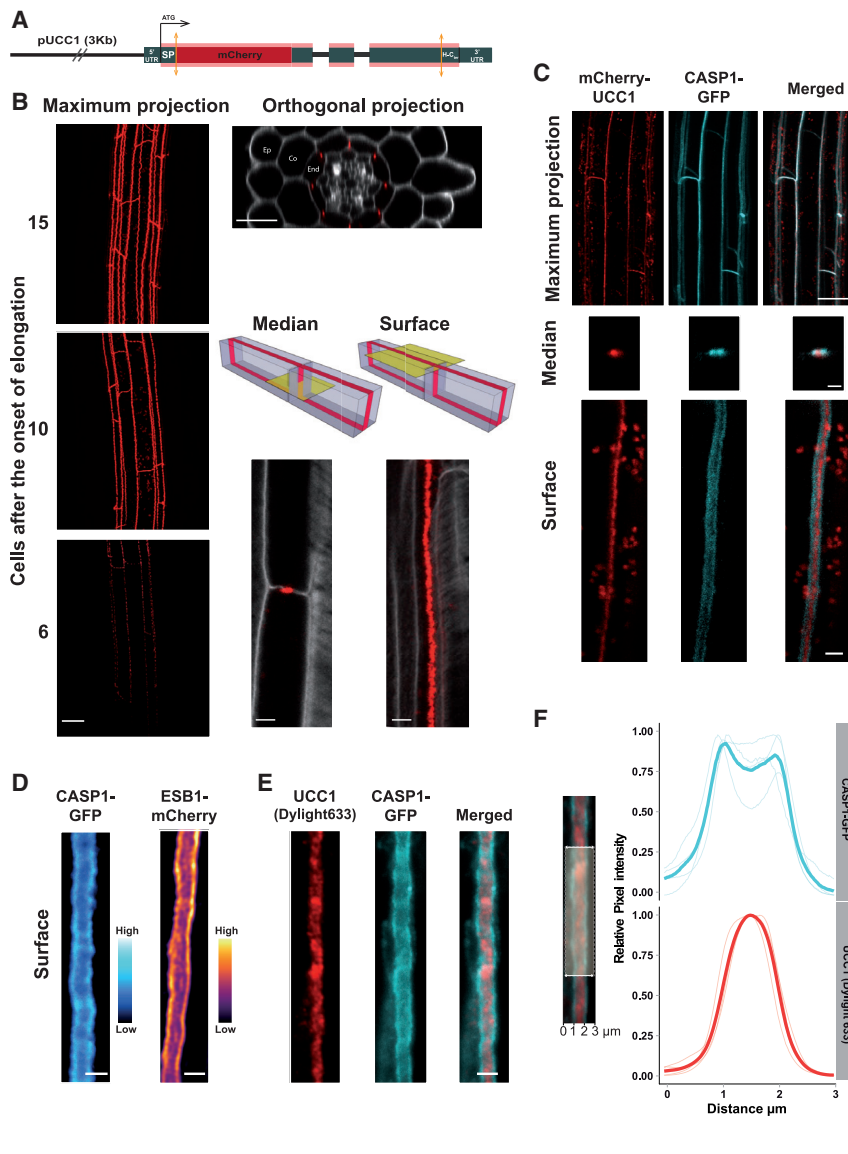 A
pUCC1 (3Kb)
ATG
5'
UTR
SP
mCherry
3'
UTR
B
Maximum projection
Orthogonal projection
Cells after the onset of elongation
15
10
6
Ep
Co
End
Median
Surface
C
mCherry-
UCC1
CASP1-
GFP
Merged
Maximum projection
Median
Surface
D
CASP1-
GFP
ESB1-
mCherry
Surface
High
Low
High
Low
E
UCC1
(Dylight633)
CASP1-
GFP
Merged
F
0 1 2 3 µm
Relative Pixel intensity
1.00
0.75
0.50
0.25
0.00
CASP1-GFP
1.00
0.75
0.50
0.25
0.00
UCC1 (Dylight 633)
0 1 2 3
Distance µm